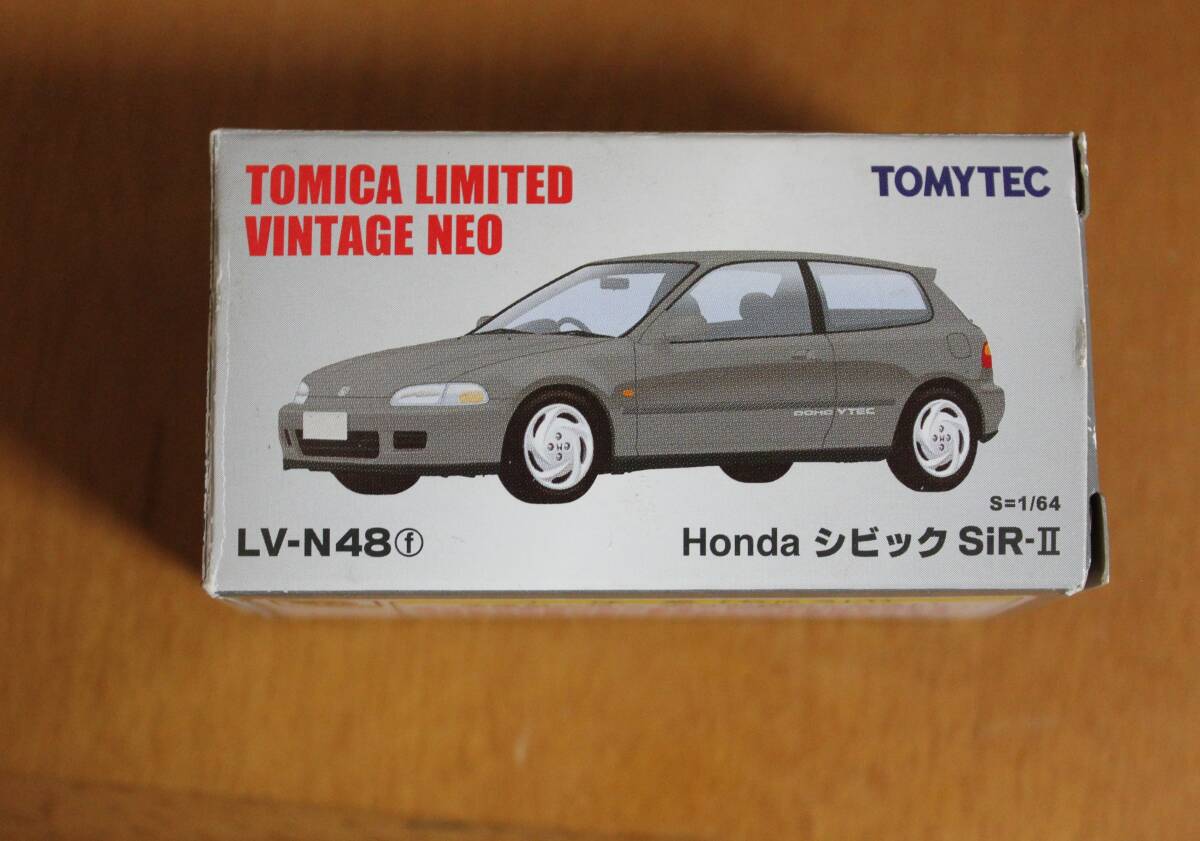 TOMICA LIMITED
VINTAGE NEO
TOMYTEC
DOHC VTEC
S=1/64
LV-N48ⓕ
Honda シビック SiR-II